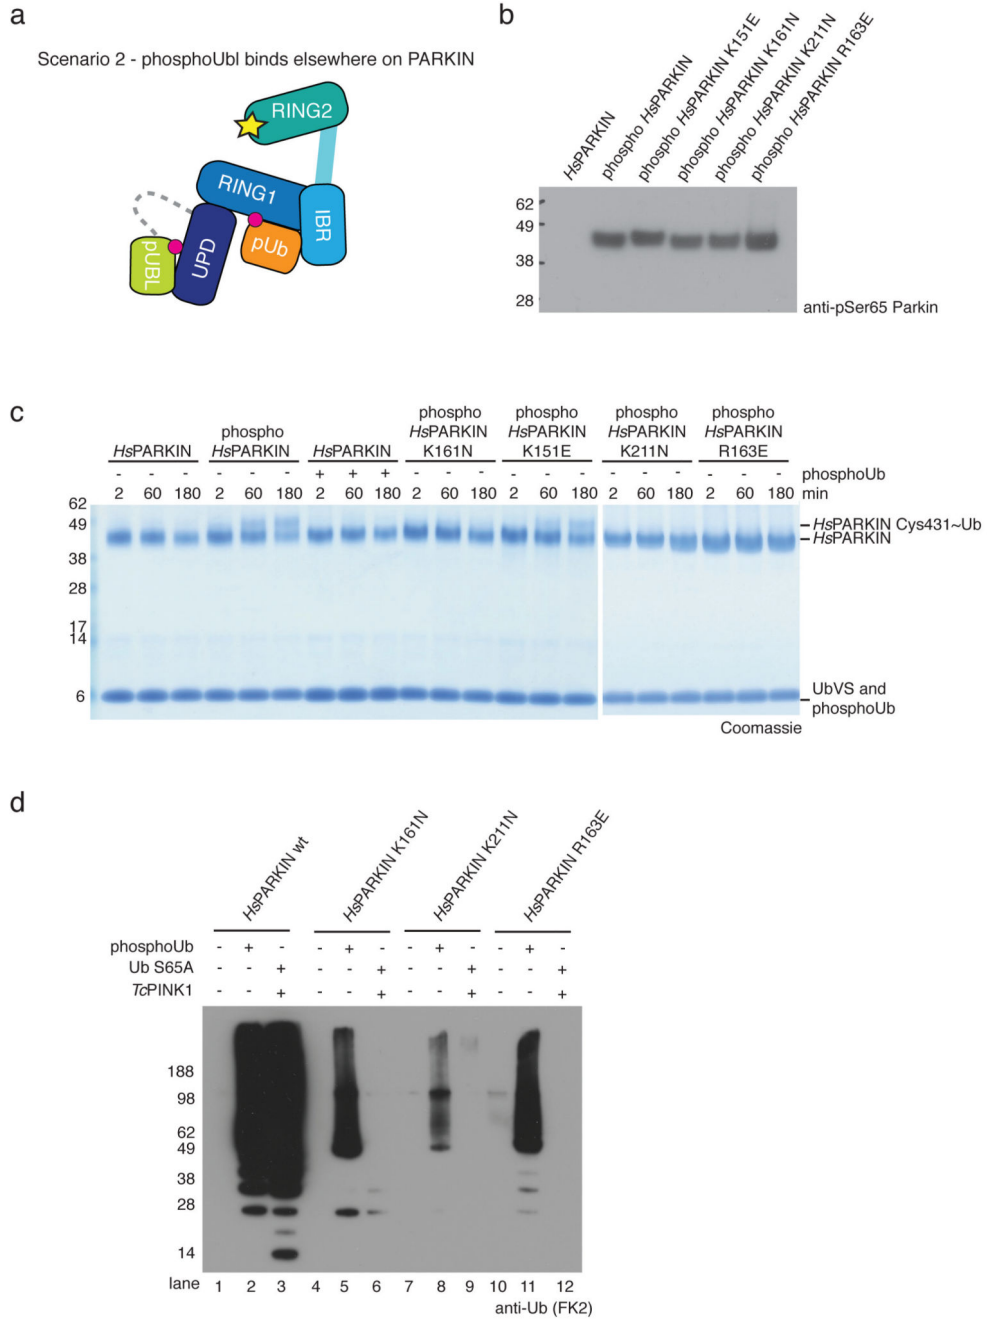 a
Scenario 2 - phosphoUbl binds elsewhere on PARKIN
RING2
RING1
IBR
pUb
UPD
pUBL
b
HsPARKIN
phospho HsPARKIN
phospho HsPARKIN K151E
phospho HsPARKIN K161N
phospho HsPARKIN K211N
phospho HsPARKIN R163E
62
49
38
28
anti-pSer65 Parkin
c
phospho phospho phospho phospho
phospho HsPARKIN HsPARKIN HsPARKIN HsPARKIN
HsPARKIN HsPARKIN HsPARKIN K161N K151E K211N R163E
- - - - - - + + + - - - - - - - - - - - - phosphoUb
2 60 180 2 60 180 2 60 180 2 60 180 2 60 180 2 60 180 2 60 180 min
62
49
38
28
17
14
6
HsPARKIN Cys431~Ub
HsPARKIN
UbVS and
phosphoUb
Coomassie
d
HsPARKIN wt
HsPARKIN K161N
HsPARKIN K211N
HsPARKIN R163E
phosphoUb - + - - + - - + - - + -
Ub S65A - - + - - + - - + - - +
TcPINK1 - - + - - + - - + - - +
188
98
62
49
38
28
14
lane 1 2 3 4 5 6 7 8 9 10 11 12
anti-Ub (FK2)